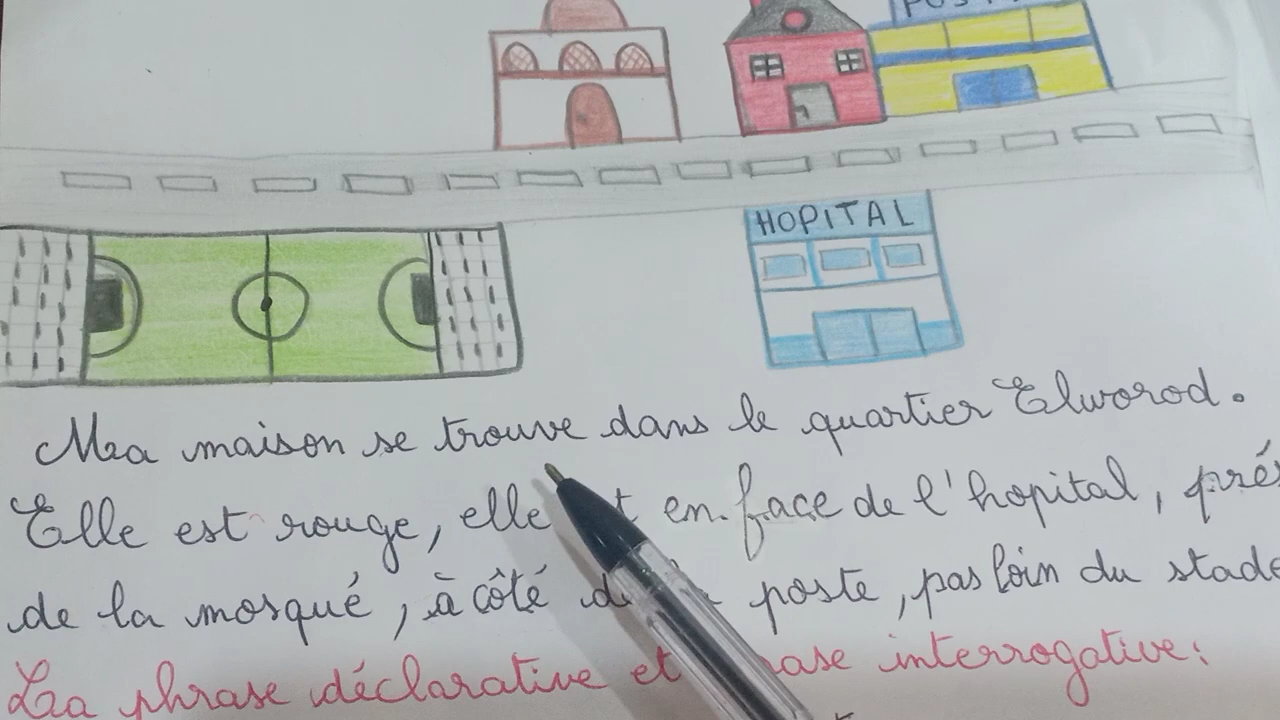 HOPITAL
Ma maison se trouve dans le quartier Elworod.
Elle est rouge, elle en face de l'hopital, prés
de la mosqué, à côté poste, pas loin du stade
La phrase déclarative et interrogative: